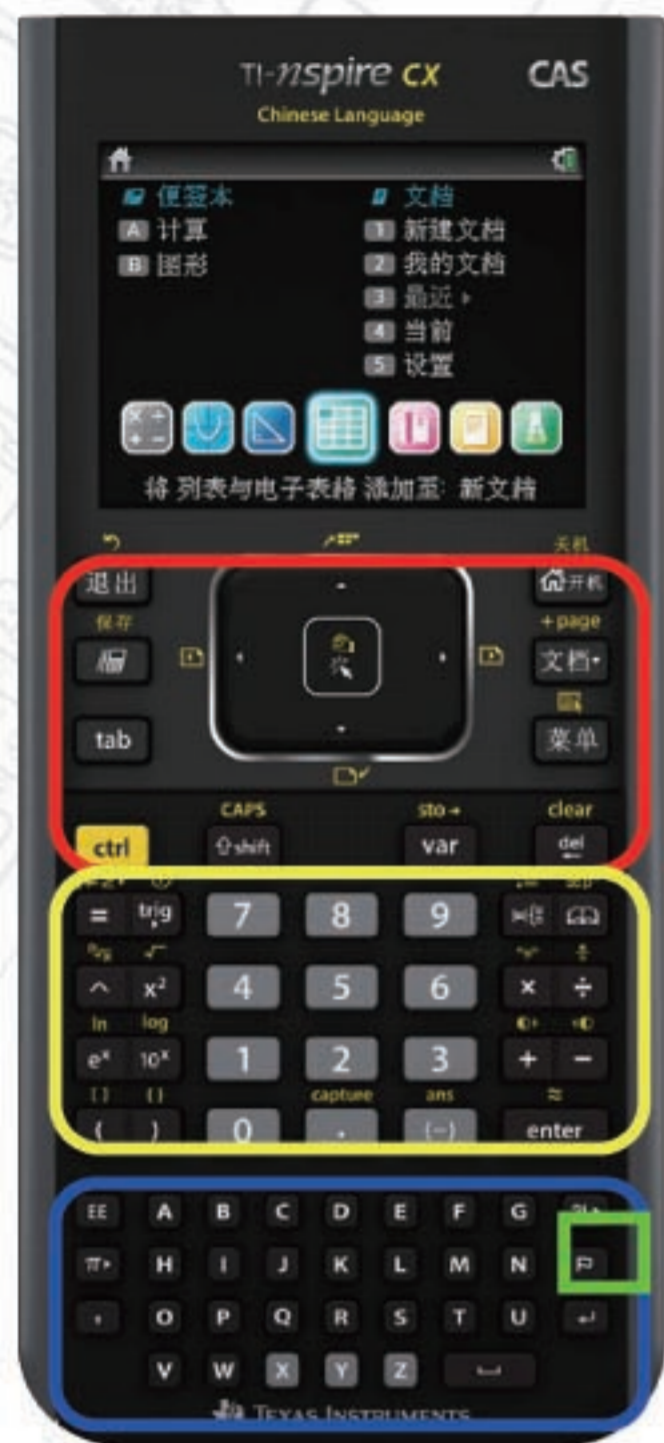 TI-nspire CX CAS
Chinese Language
便签本 文档
A 计算 1 新建文档
B 图形 2 我的文档
3 最近
4 当前
5 设置
将 列表与电子表格 添加至: 新文档
关机
退出 开机
保存 +page
文档
tab 菜单
CAPS sto→ clear
ctrl ⇧shift var del
= trig 7 8 9
^ x² 4 5 6 × ÷
ln log
eˣ 10ˣ 1 2 3 + −
[ ] { } capture ans ≈
( ) 0 . (−) enter
EE A B C D E F G
π▸ H I J K L M N
, O P Q R S T U ↵
V W X Y Z
TEXAS INSTRUMENTS